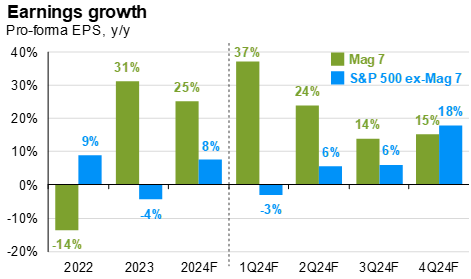 Earnings growth
Pro-forma EPS, y/y
Mag 7
S&P 500 ex-Mag 7
40%
30%
20%
10%
0%
-10%
-20%
-14%
9%
31%
-4%
25%
8%
37%
-3%
24%
6%
14%
6%
15%
18%
2022
2023
2024F
1Q24F
2Q24F
3Q24F
4Q24F